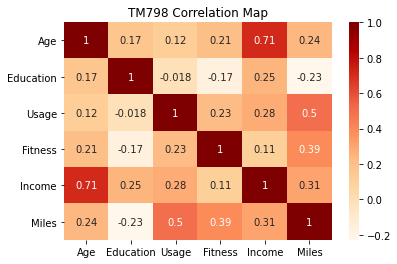 TM798 Correlation Map
Age 1 0.17 0.12 0.21 0.71 0.24
Education 0.17 1 -0.018 -0.17 0.25 -0.23
Usage 0.12 -0.018 1 0.23 0.28 0.5
Fitness 0.21 -0.17 0.23 1 0.11 0.39
Income 0.71 0.25 0.28 0.11 1 0.31
Miles 0.24 -0.23 0.5 0.39 0.31 1
Age Education Usage Fitness Income Miles
1.0
0.8
0.6
0.4
0.2
0.0
−0.2